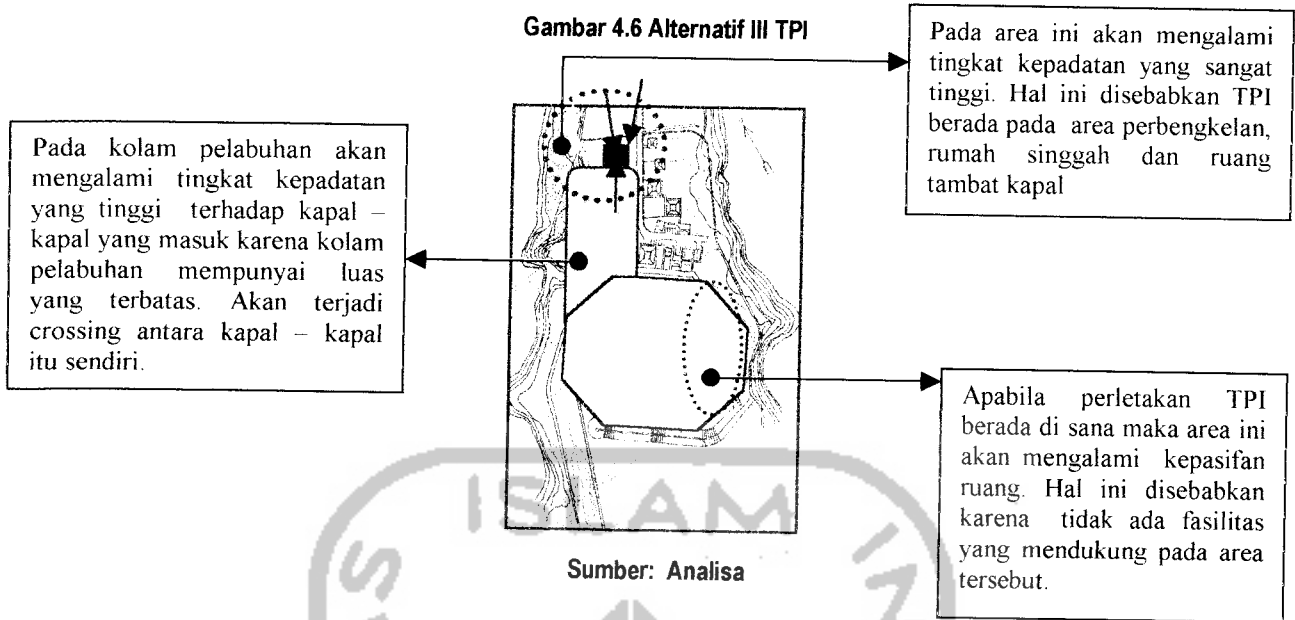 Gambar 4.6 Alternatif III TPI
Pada area ini akan mengalami
tingkat kepadatan yang sangat
tinggi. Hal ini disebabkan TPI
berada pada area perbengkelan,
rumah singgah dan ruang
tambat kapal
Pada kolam pelabuhan akan
mengalami tingkat kepadatan
yang tinggi terhadap kapal –
kapal yang masuk karena kolam
pelabuhan mempunyai luas
yang terbatas. Akan terjadi
crossing antara kapal – kapal
itu sendiri.
Apabila perletakan TPI
berada di sana maka area ini
akan mengalami kepasifan
ruang. Hal ini disebabkan
karena tidak ada fasilitas
yang mendukung pada area
tersebut.
ISLAM
Sumber: Analisa